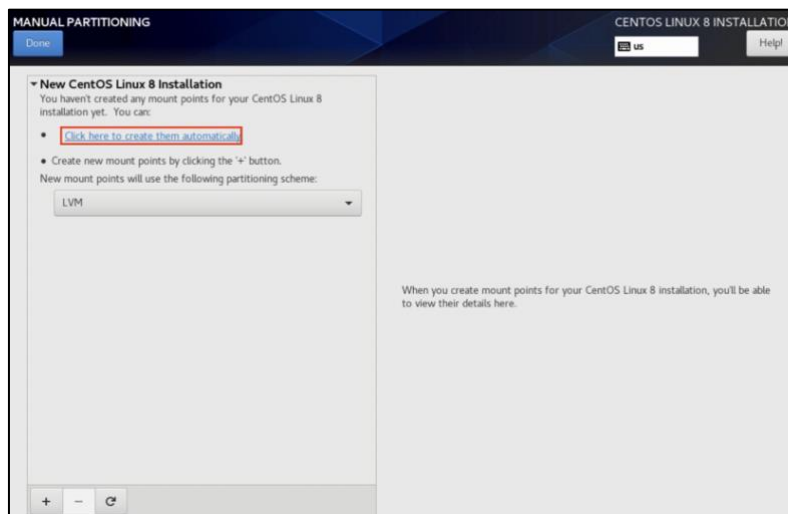 MANUAL PARTITIONING
CENTOS LINUX 8 INSTALLATION
Done
us
Help!
New CentOS Linux 8 Installation
You haven't created any mount points for your CentOS Linux 8
installation yet. You can:
• Click here to create them automatically.
• Create new mount points by clicking the '+' button.
New mount points will use the following partitioning scheme:
LVM
When you create mount points for your CentOS Linux 8 installation, you'll be able
to view their details here.
+ -